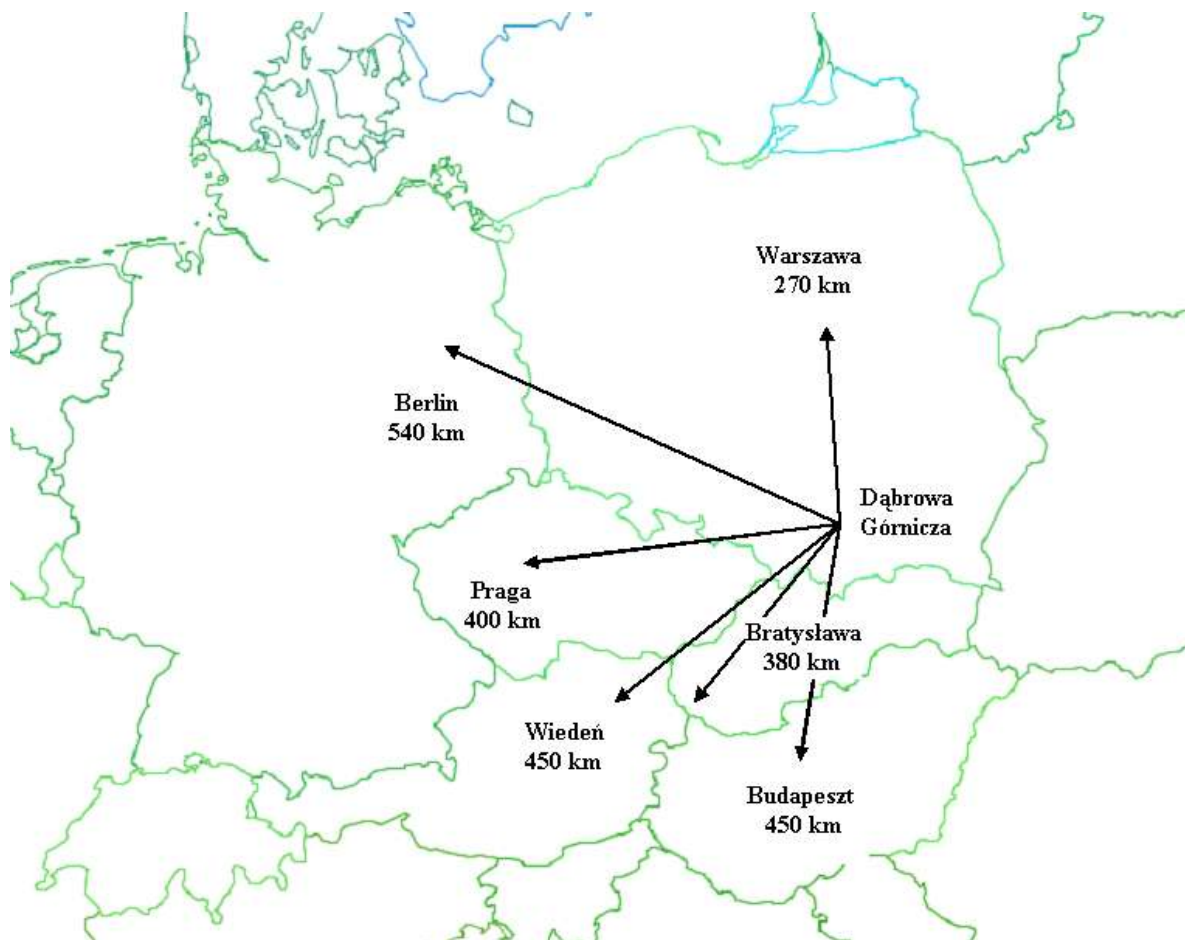 Warszawa
270 km
Berlin
540 km
Dąbrowa
Górnicza
Praga
400 km
Bratysława
380 km
Wiedeń
450 km
Budapeszt
450 km